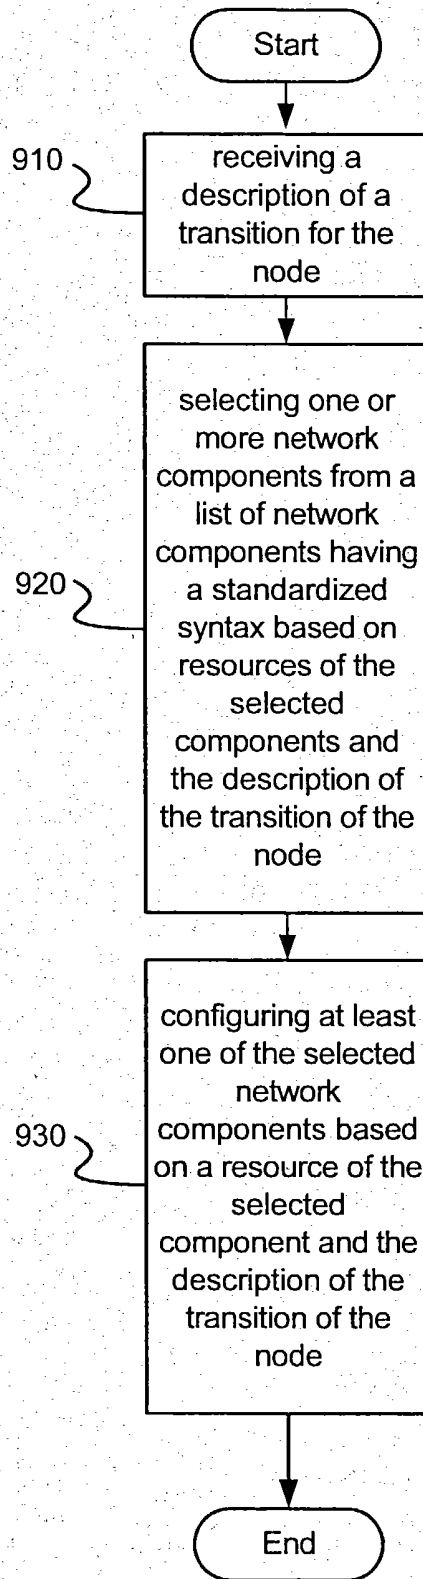 Start
910
receiving a
description of a
transition for the
node
920
selecting one or
more network
components from a
list of network
components having
a standardized
syntax based on
resources of the
selected
components and
the description of
the transition of the
node
930
configuring at least
one of the selected
network
components based
on a resource of the
selected
component and the
description of the
transition of the
node
End